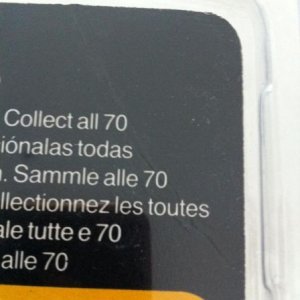 Collect all 70
iónalas todas
. Sammle alle 70
llectionnez les toutes
ale tutte e 70
alle 70